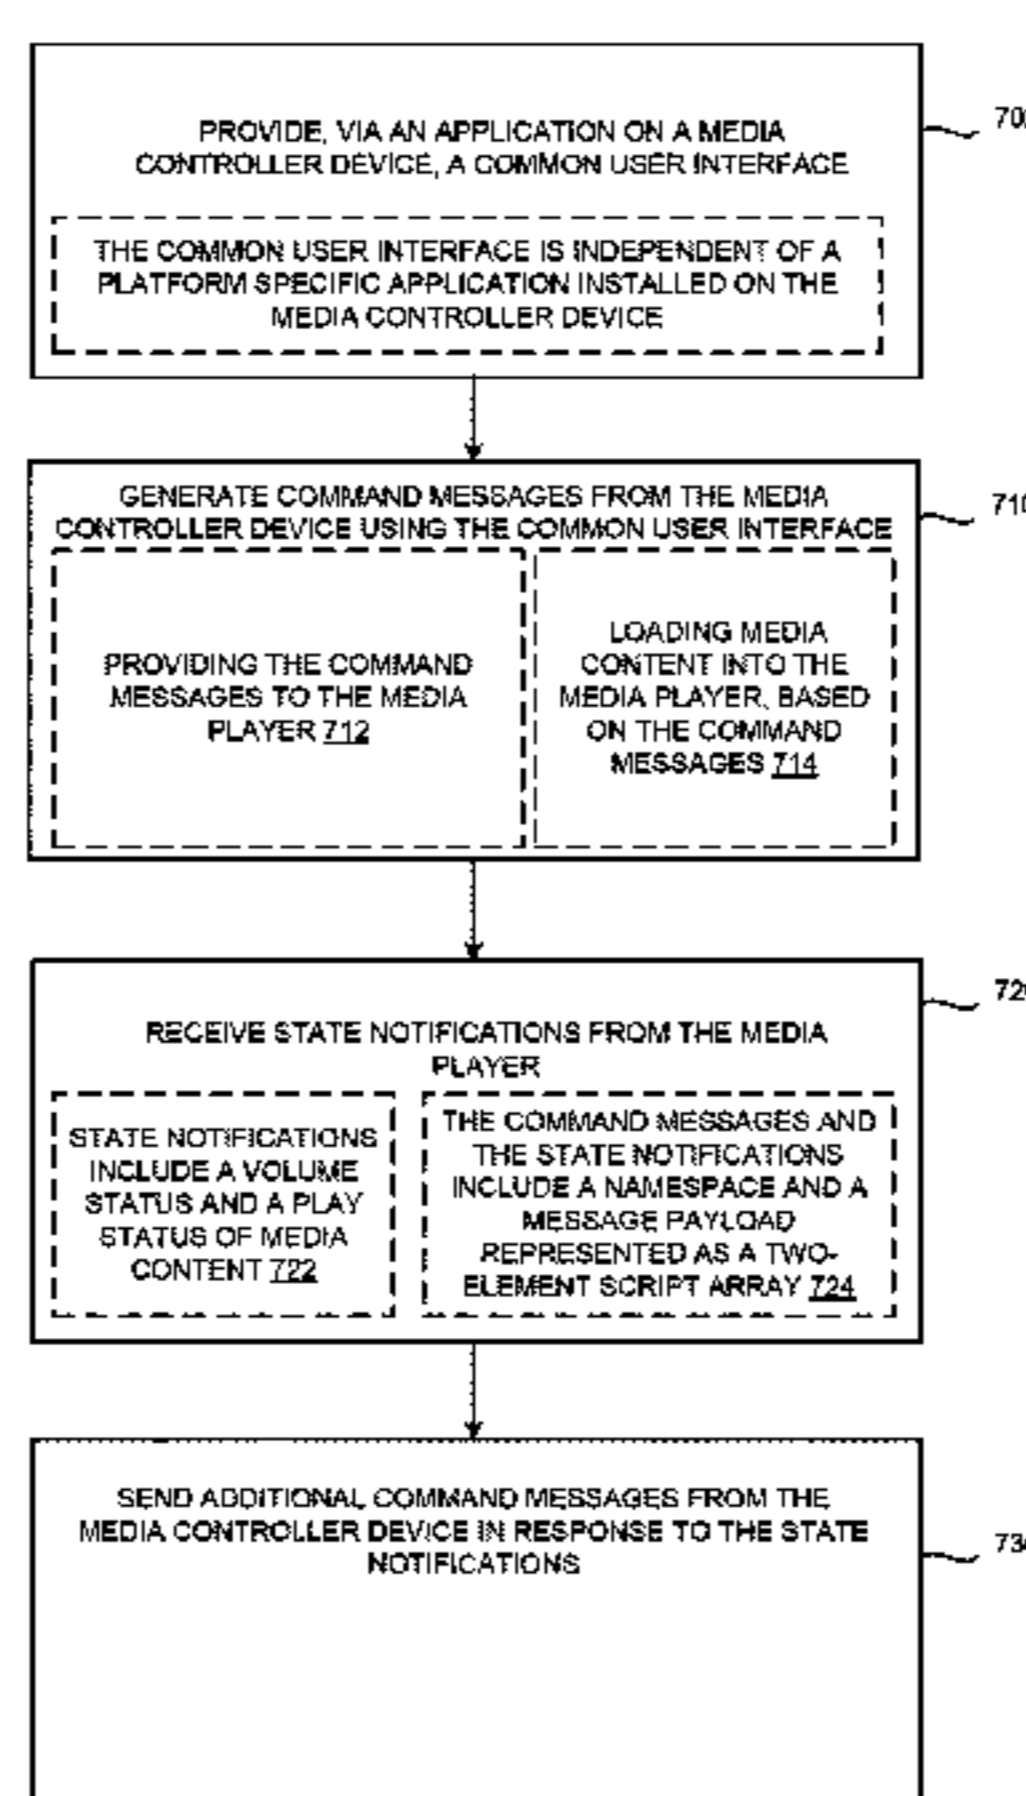 PROVIDE, VIA AN APPLICATION ON A MEDIA
CONTROLLER DEVICE, A COMMON USER INTERFACE
THE COMMON USER INTERFACE IS INDEPENDENT OF A
PLATFORM SPECIFIC APPLICATION INSTALLED ON THE
MEDIA CONTROLLER DEVICE
GENERATE COMMAND MESSAGES FROM THE MEDIA
CONTROLLER DEVICE USING THE COMMON USER INTERFACE
710
PROVIDING THE COMMAND
MESSAGES TO THE MEDIA
PLAYER 712
LOADING MEDIA
CONTENT INTO THE
MEDIA PLAYER, BASED
ON THE COMMAND
MESSAGES 714
RECEIVE STATE NOTIFICATIONS FROM THE MEDIA
PLAYER
STATE NOTIFICATIONS
INCLUDE A VOLUME
STATUS AND A PLAY
STATUS OF MEDIA
CONTENT 722
THE COMMAND MESSAGES AND
THE STATE NOTIFICATIONS
INCLUDE A NAMESPACE AND A
MESSAGE PAYLOAD
REPRESENTED AS A TWO-
ELEMENT SCRIPT ARRAY 724
SEND ADDITIONAL COMMAND MESSAGES FROM THE
MEDIA CONTROLLER DEVICE IN RESPONSE TO THE STATE
NOTIFICATIONS